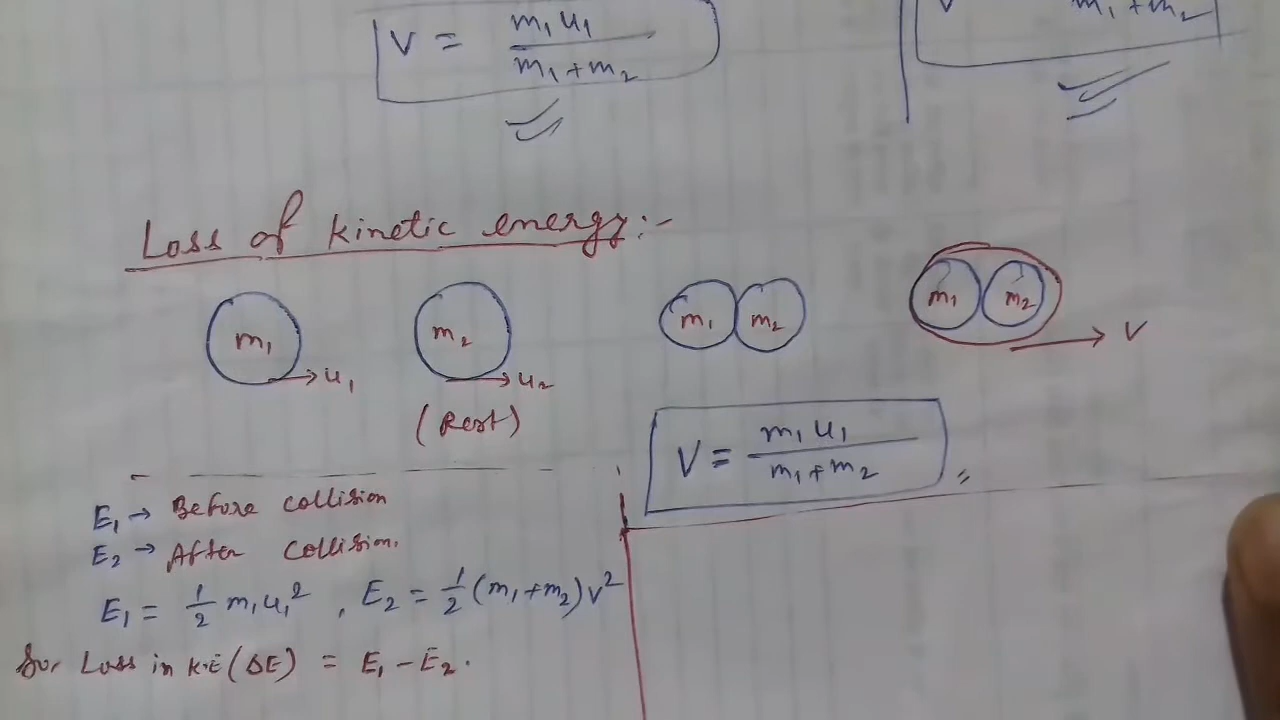 V = m₁u₁ / m₁+m₂
V m₁+m₂
Loss of kinetic energy:-
m₁ → u₁
m₂ → u₂
(Rest)
m₁ m₂
m₁ m₂ → V
V = m₁u₁ / m₁+m₂
E₁ → Before collision
E₂ → After collision.
E₁ = 1/2 m₁u₁², E₂ = 1/2 (m₁+m₂)v²
Loss in K.E (ΔE) = E₁ - E₂.